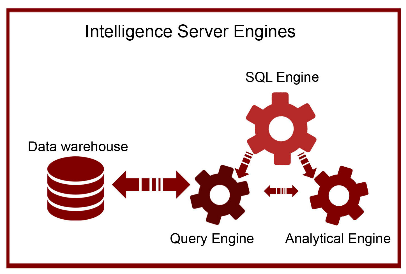 Intelligence Server Engines
SQL Engine
Data warehouse
Query Engine
Analytical Engine